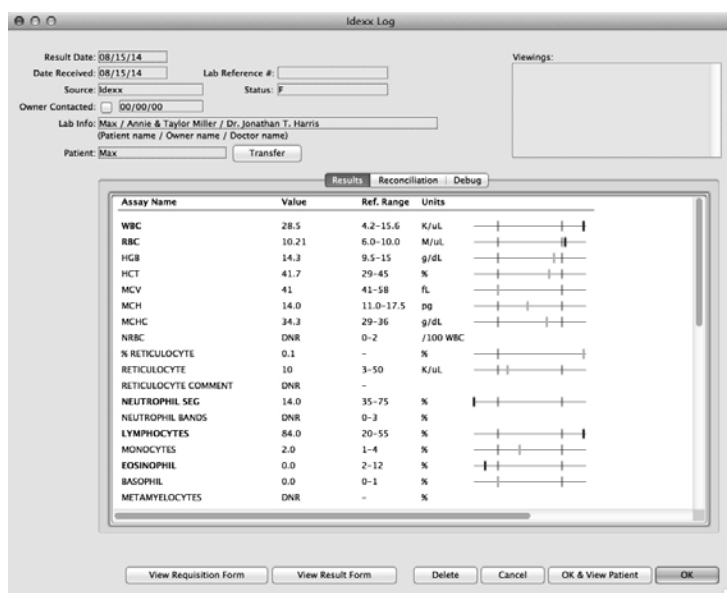 Idexx Log
Result Date: 08/15/14
Viewings:
Date Received: 08/15/14 Lab Reference #:
Source: Idexx Status: F
Owner Contacted: 00/00/00
Lab Info: Max / Annie & Taylor Miller / Dr. Jonathan T. Harris
(Patient name / Owner name / Doctor name)
Patient: Max Transfer
Results Reconciliation Debug
Assay Name Value Ref. Range Units
WBC 28.5 4.2-15.6 K/uL
RBC 10.21 6.0-10.0 M/uL
HGB 14.3 9.5-15 g/dL
HCT 41.7 29-45 %
MCV 41 41-58 fL
MCH 14.0 11.0-17.5 pg
MCHC 34.3 29-36 g/dL
NRBC DNR 0-2 /100 WBC
% RETICULOCYTE 0.1 - %
RETICULOCYTE 10 3-50 K/uL
RETICULOCYTE COMMENT DNR -
NEUTROPHIL SEG 14.0 35-75 %
NEUTROPHIL BANDS DNR 0-3 %
LYMPHOCYTES 84.0 20-55 %
MONOCYTES 2.0 1-4 %
EOSINOPHIL 0.0 2-12 %
BASOPHIL 0.0 0-1 %
METAMYELOCYTES DNR - %
View Requisition Form View Result Form Delete Cancel OK & View Patient OK